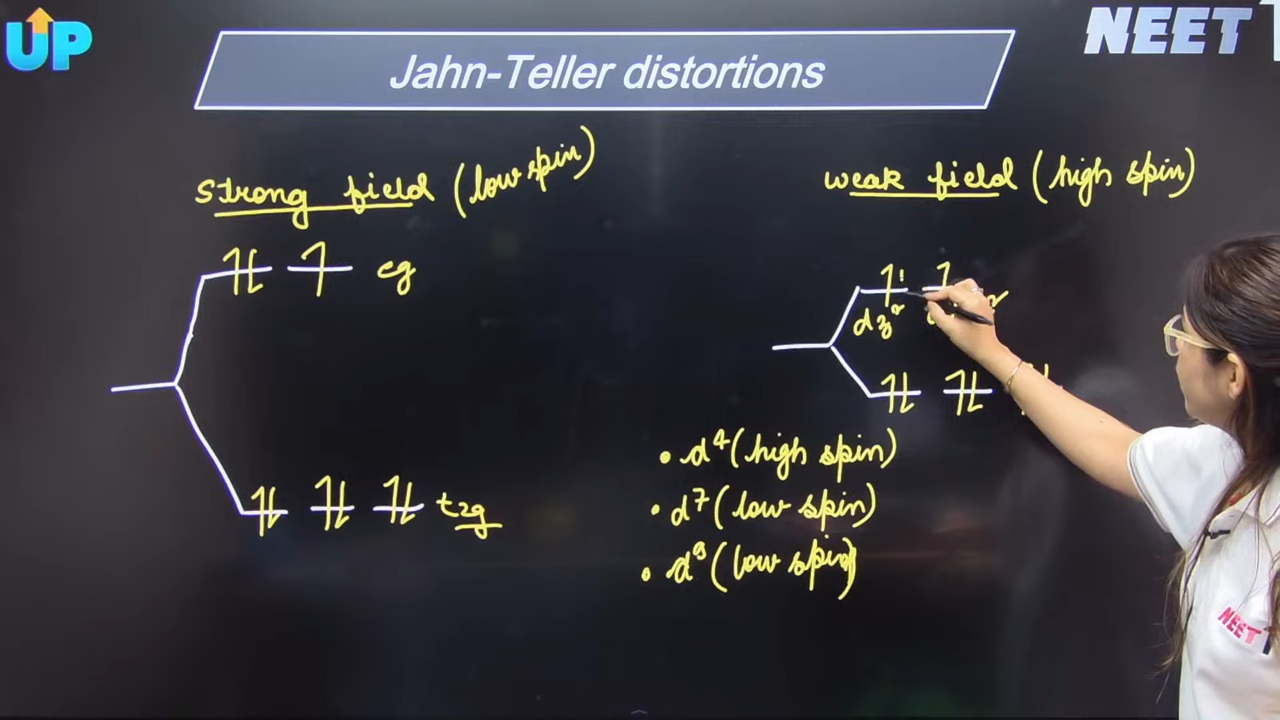 UP
NEET
Jahn-Teller distortions
strong field (low spin)
weak field (high spin)
eg
dz²
t2g
• d⁴ (high spin)
• d⁷ (low spin)
• d⁹ (low spin)
NEET